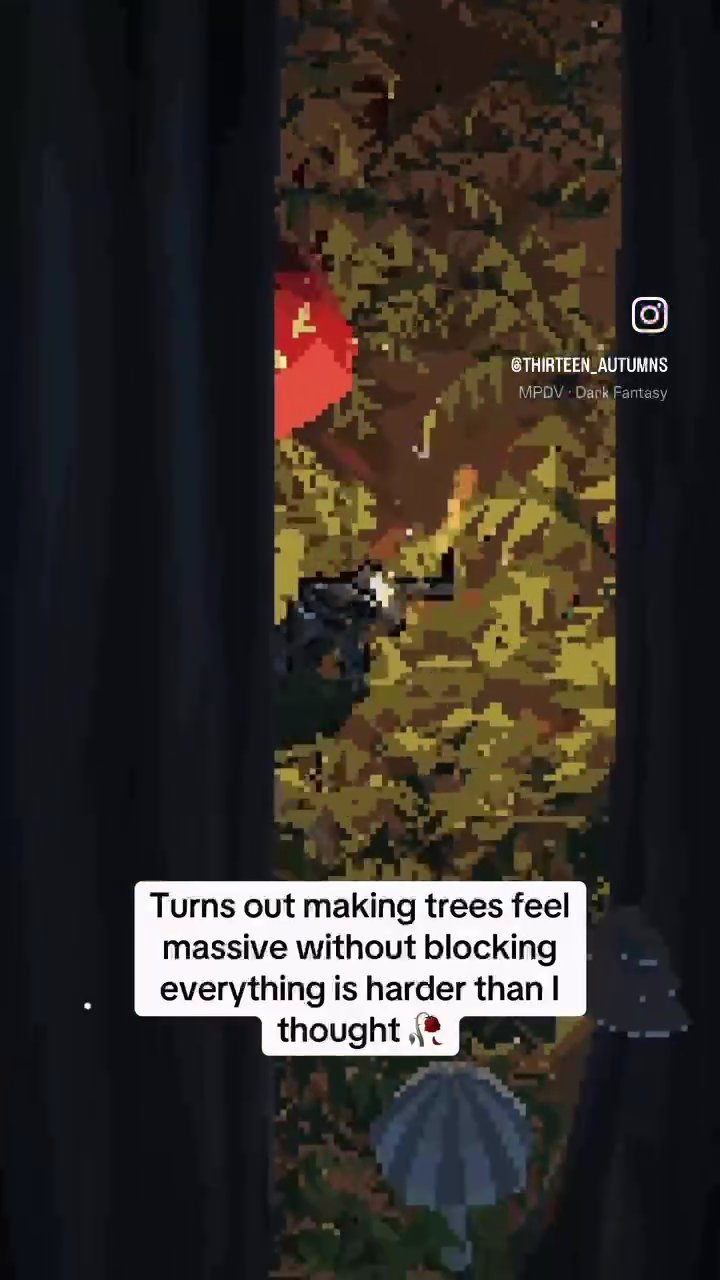 @THIRTEEN_AUTUMNS
MPDV · Dark Fantasy
Turns out making trees feel
massive without blocking
everything is harder than I
thought 🥀